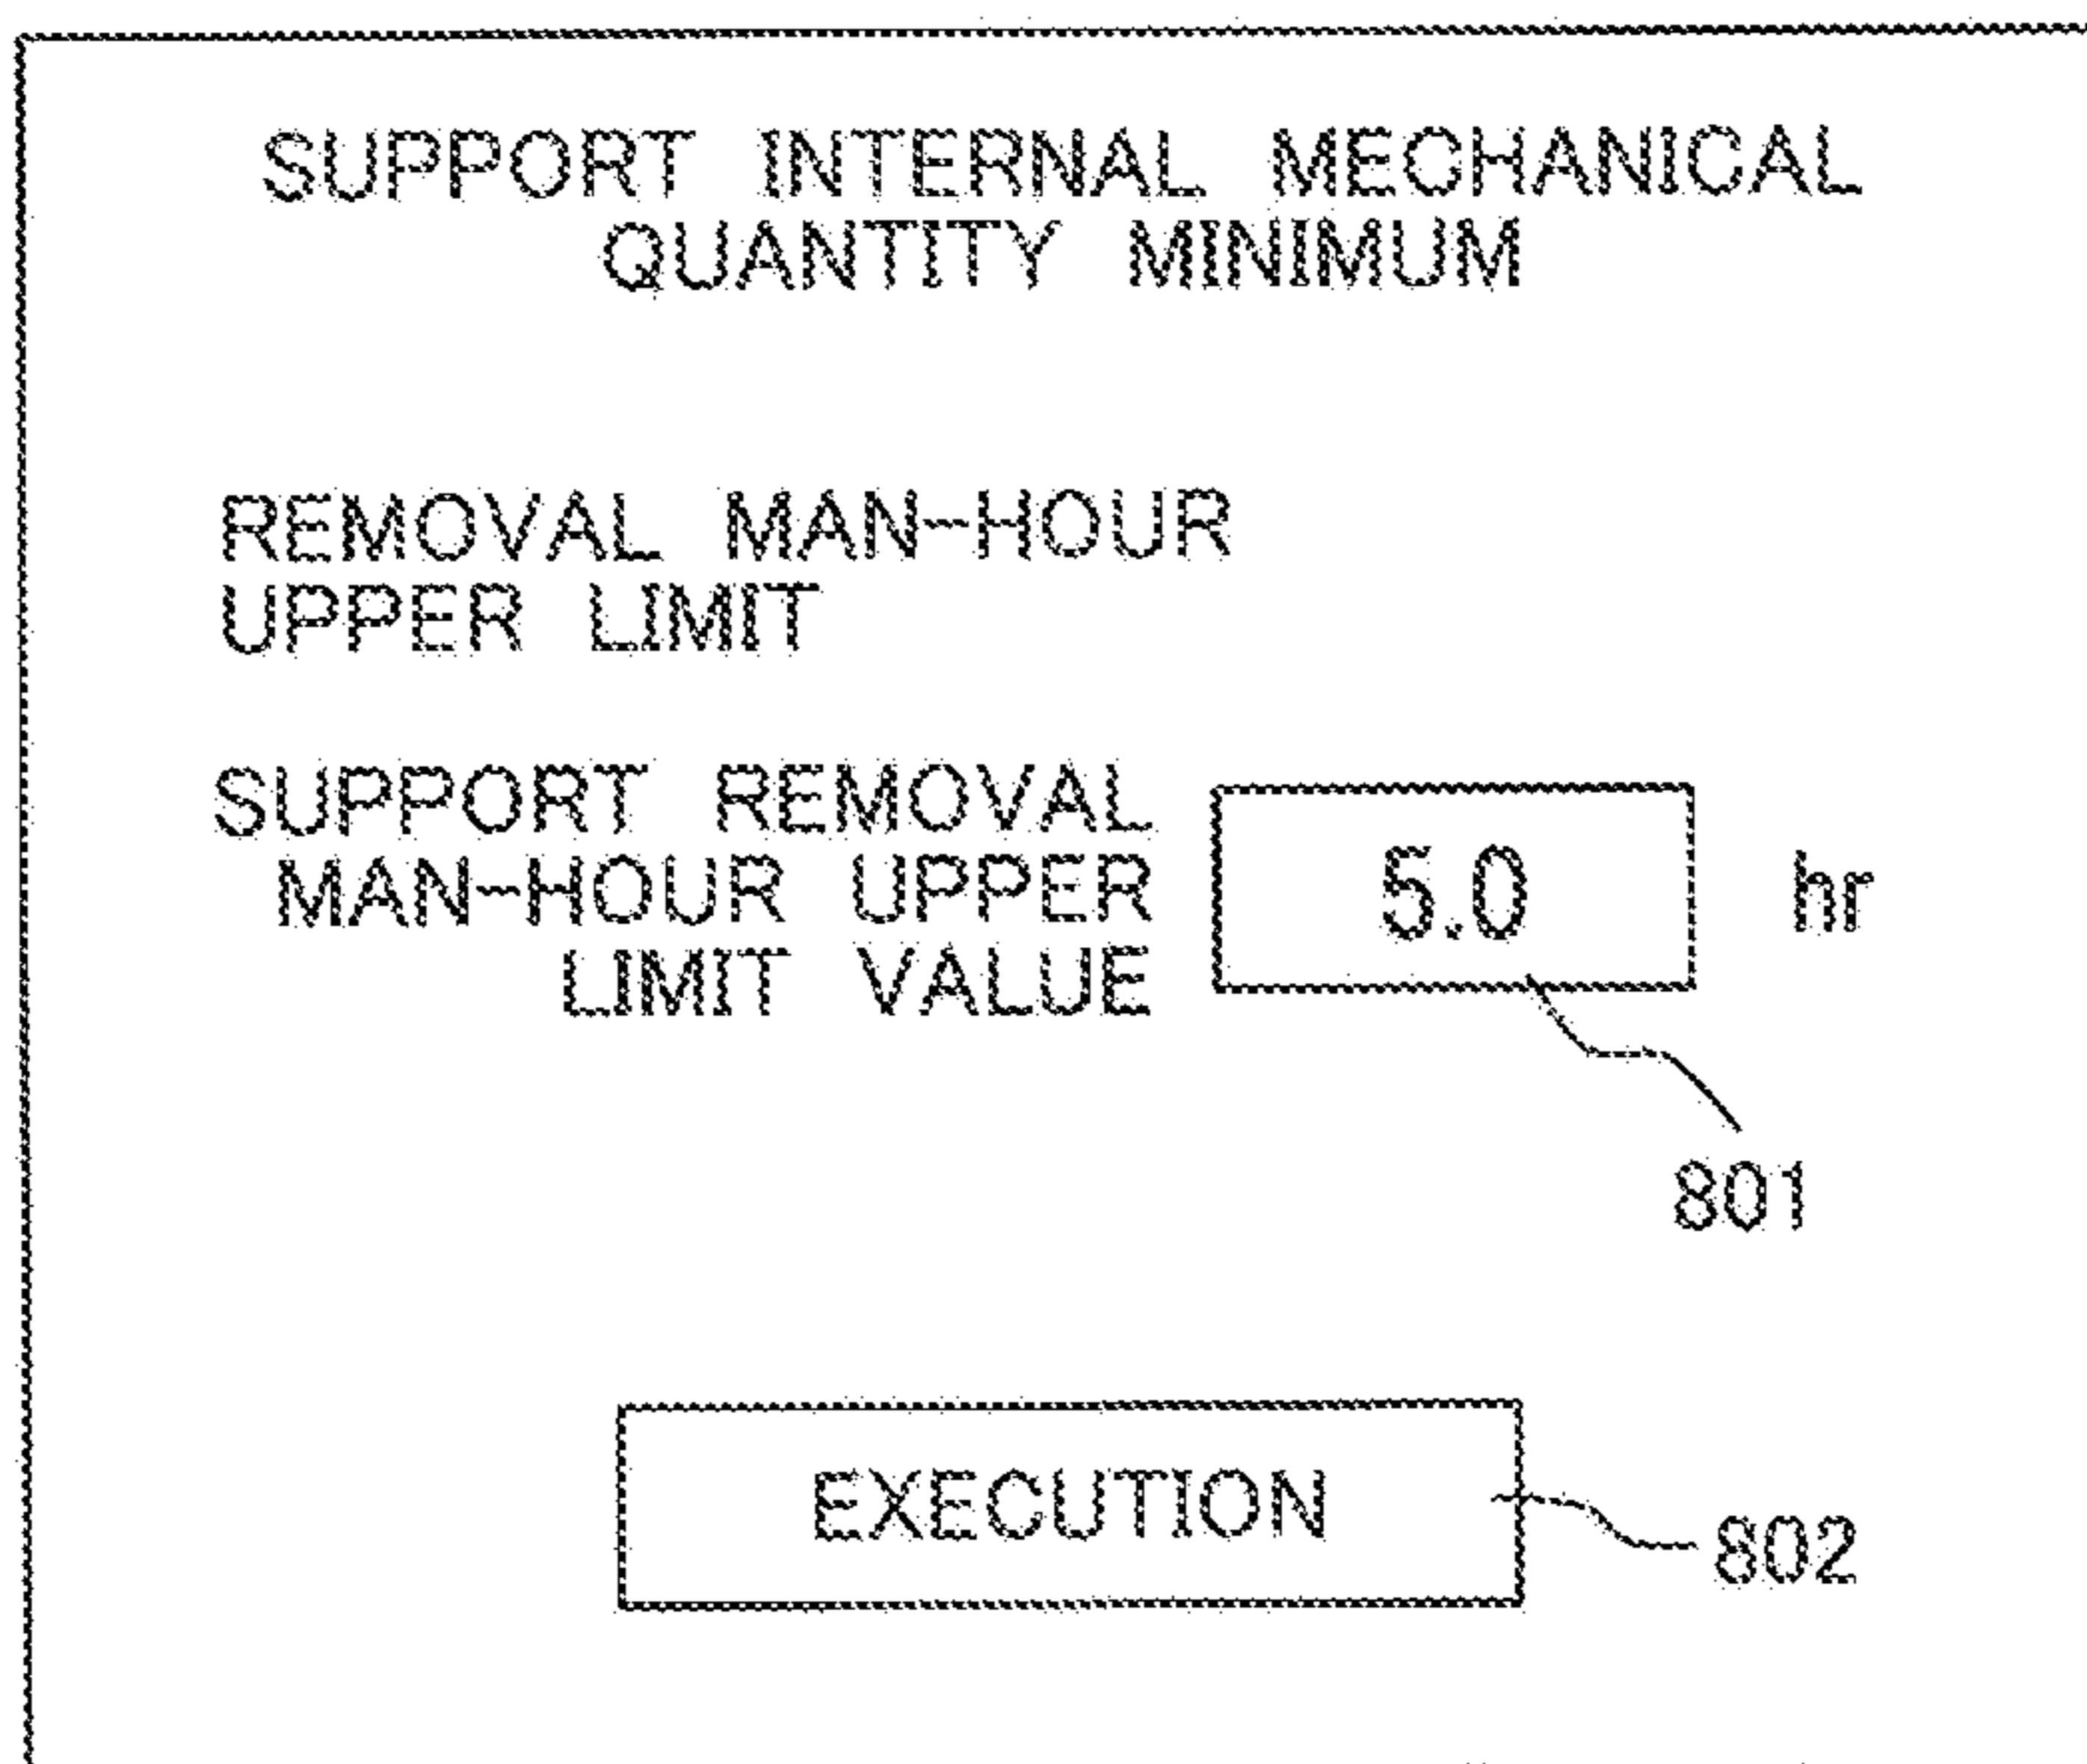 SUPPORT INTERNAL MECHANICAL
QUANTITY MINIMUM
REMOVAL MAN-HOUR
UPPER LIMIT
SUPPORT REMOVAL
MAN-HOUR UPPER
LIMIT VALUE
5.0 hr
801
EXECUTION
802